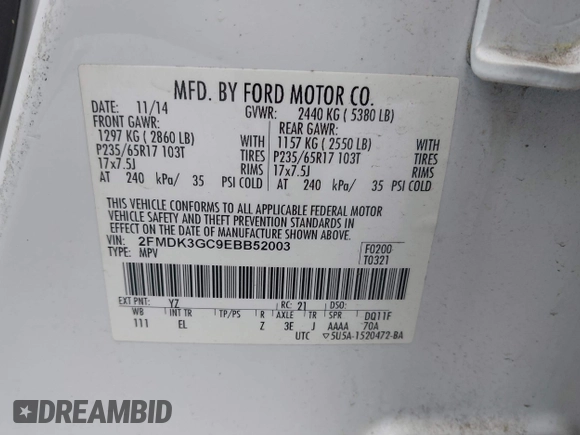 MFD. BY FORD MOTOR CO.
DATE: 11/14 GVWR: 2440 KG ( 5380 LB)
FRONT GAWR: REAR GAWR:
1297 KG ( 2860 LB) 1157 KG ( 2550 LB)
P235/65R17 103T TIRES P235/65R17 103T TIRES
17x7.5J RIMS 17x7.5J RIMS
AT 240 kPa/ 35 PSI COLD AT 240 kPa/ 35 PSI COLD
THIS VEHICLE CONFORMS TO ALL APPLICABLE FEDERAL MOTOR
VEHICLE SAFETY AND THEFT PREVENTION STANDARDS IN
EFFECT ON THE DATE OF MANUFACTURE SHOWN ABOVE.
VIN: 2FMDK3GC9EBB52003 F0200
TYPE: MPV T0321
EXT PNT: YZ RC: 21 DSO:
WB INT TR TP/PS R AXLE TR SPR DQ11F
111 EL Z 3E J AAAA 70A
UTC ▽5U5A-1520472-BA
DREAMBID